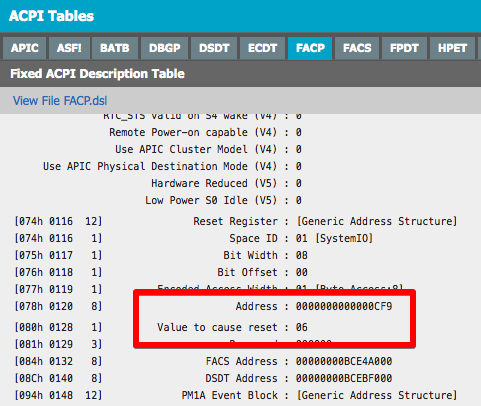 ACPI Tables
APIC ASF! BATB DBGP DSDT ECDT FACP FACS FPDT HPET
Fixed ACPI Description Table
View File FACP.dsl
RTC_STS valid on S4 wake (V4) : 0
Remote Power-on capable (V4) : 0
Use APIC Cluster Model (V4) : 0
Use APIC Physical Destination Mode (V4) : 0
Hardware Reduced (V5) : 0
Low Power S0 Idle (V5) : 0
[074h 0116 12] Reset Register : [Generic Address Structure]
[074h 0116 1] Space ID : 01 [SystemIO]
[075h 0117 1] Bit Width : 08
[076h 0118 1] Bit Offset : 00
[077h 0119 1] Encoded Access Width : 01 [Byte Access:8]
[078h 0120 8] Address : 0000000000000CF9
[080h 0128 1] Value to cause reset : 06
[081h 0129 3] : 000000
[084h 0132 8] FACS Address : 00000000BCE4A000
[08Ch 0140 8] DSDT Address : 00000000BCEBF000
[094h 0148 12] PM1A Event Block : [Generic Address Structure]